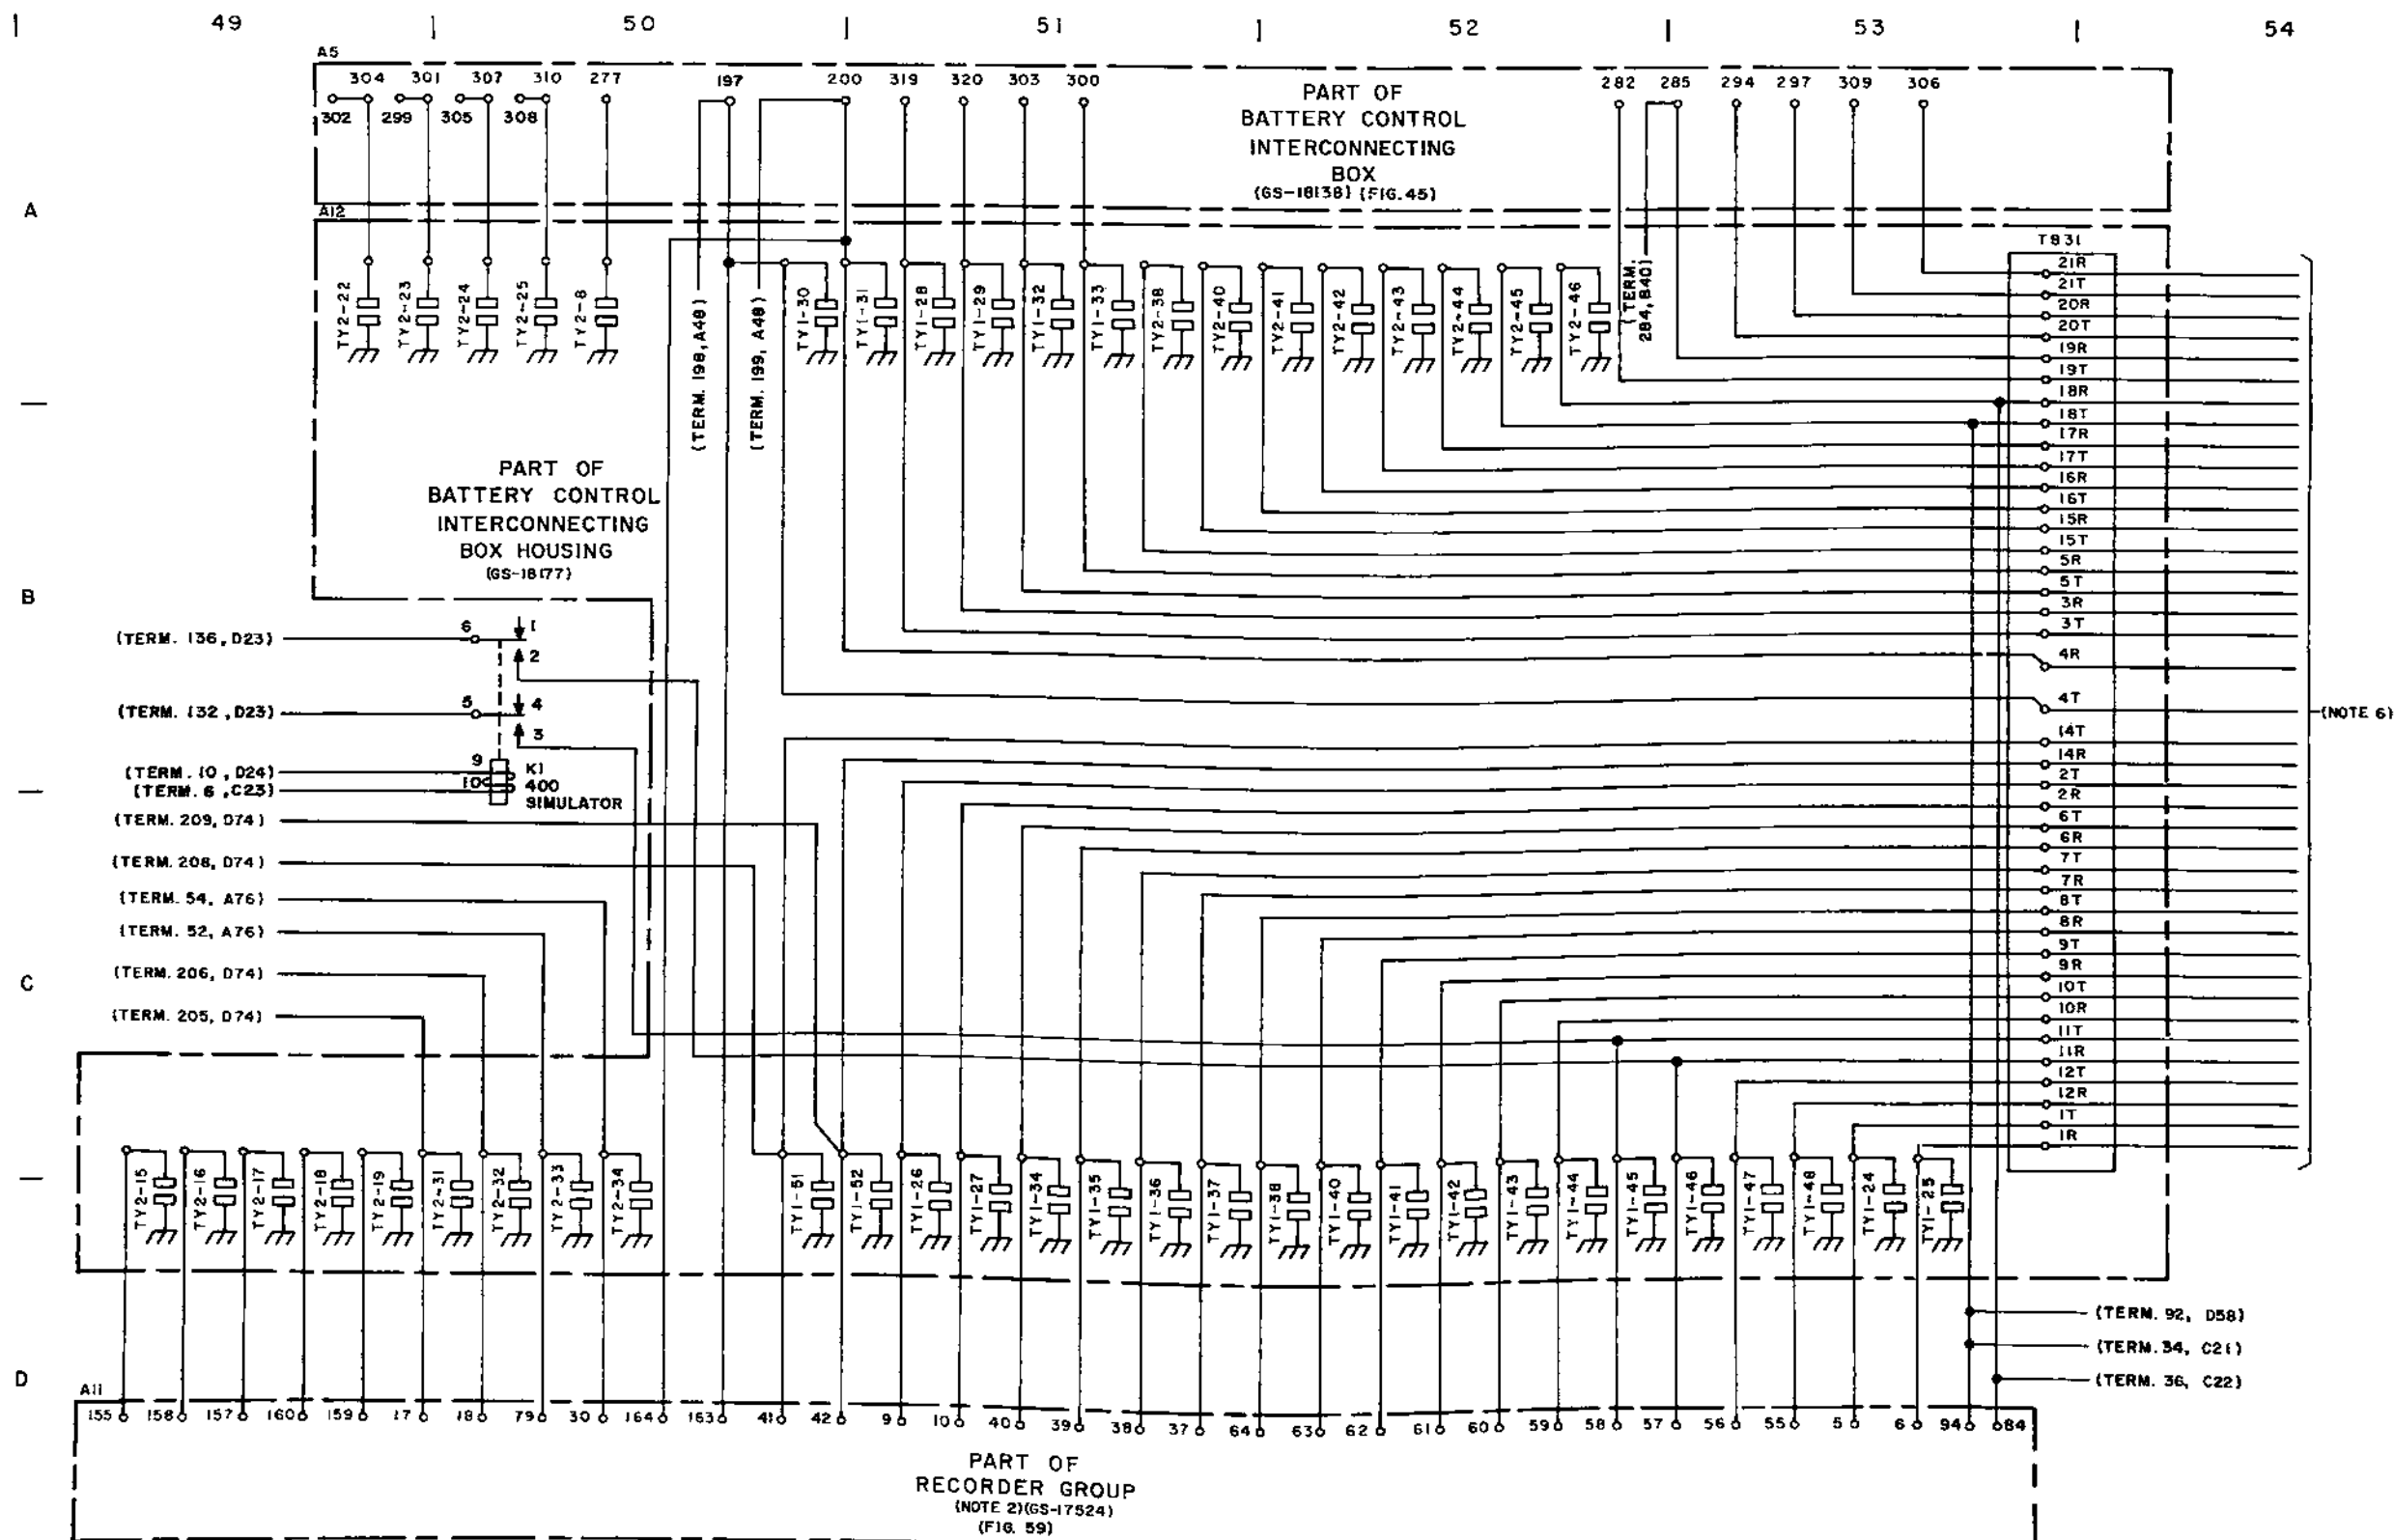 49 50 51 52 53 54
A5
304 301 307 310 277 197 200 319 320 303 300 282 285 294 297 309 306
302 299 305 308
PART OF
BATTERY CONTROL
INTERCONNECTING
BOX
(GS-18138) (FIG. 45)
A
A12
TY2-22
TY2-23
TY2-24
TY2-25
TY2-8
(TERM. 198, A48)
(TERM. 199, A48)
TY1-30
TY1-31
TY1-28
TY1-29
TY1-32
TY1-33
TY2-38
TY2-40
TY2-41
TY2-42
TY2-43
TY2-44
TY2-45
TY2-46
(TERM.
284, B40)
TB31
21R
21T
20R
20T
19R
19T
18R
18T
17R
17T
16R
16T
15R
15T
5R
5T
3R
3T
4R
4T
14T
14R
2T
2R
6T
6R
7T
7R
8T
8R
9T
9R
10T
10R
11T
11R
12T
12R
1T
1R
(NOTE 6)
PART OF
BATTERY CONTROL
INTERCONNECTING
BOX HOUSING
(GS-18177)
B
(TERM. 136, D23) 6 1
2
(TERM. 132, D23) 5 4
3
(TERM. 10, D24) 9 K1
(TERM. 6, C23) 10 400
SIMULATOR
(TERM. 209, D74)
(TERM. 208, D74)
(TERM. 54, A76)
(TERM. 52, A76)
C
(TERM. 206, D74)
(TERM. 205, D74)
TY2-15
TY2-16
TY2-17
TY2-18
TY2-19
TY2-31
TY2-32
TY2-33
TY2-34
TY1-51
TY1-52
TY1-26
TY1-27
TY1-34
TY1-35
TY1-36
TY1-37
TY1-38
TY1-40
TY1-41
TY1-42
TY1-43
TY1-44
TY1-45
TY1-46
TY1-47
TY1-48
TY1-24
TY1-25
(TERM. 92, D58)
(TERM. 34, C21)
(TERM. 36, C22)
D
A11
155 158 157 160 159 17 18 79 30 164 163 41 42 9 10 40 39 38 37 64 63 62 61 60 59 58 57 56 55 5 6 94 84
PART OF
RECORDER GROUP
(NOTE 2)(GS-17524)
(FIG. 59)